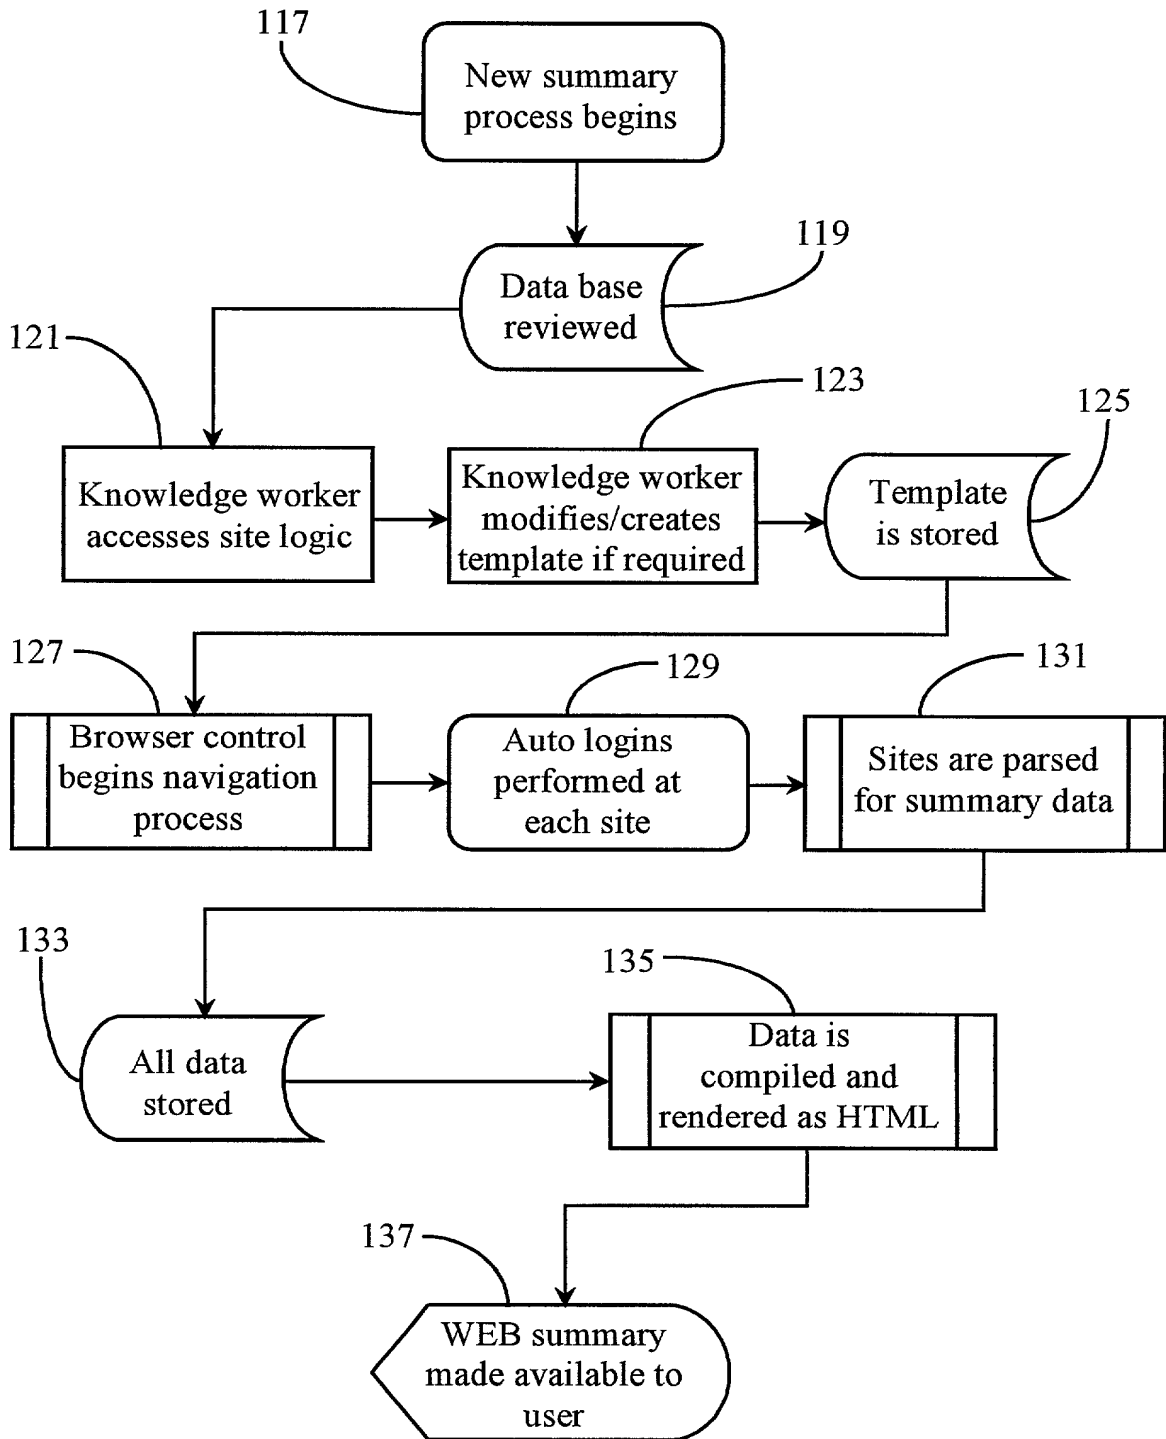 117
New summary
process begins
119
Data base
reviewed
121
123
125
Knowledge worker
accesses site logic
Knowledge worker
modifies/creates
template if required
Template
is stored
127
129
131
Browser control
begins navigation
process
Auto logins
performed at
each site
Sites are parsed
for summary data
133
135
All data
stored
Data is
compiled and
rendered as HTML
137
WEB summary
made available to
user